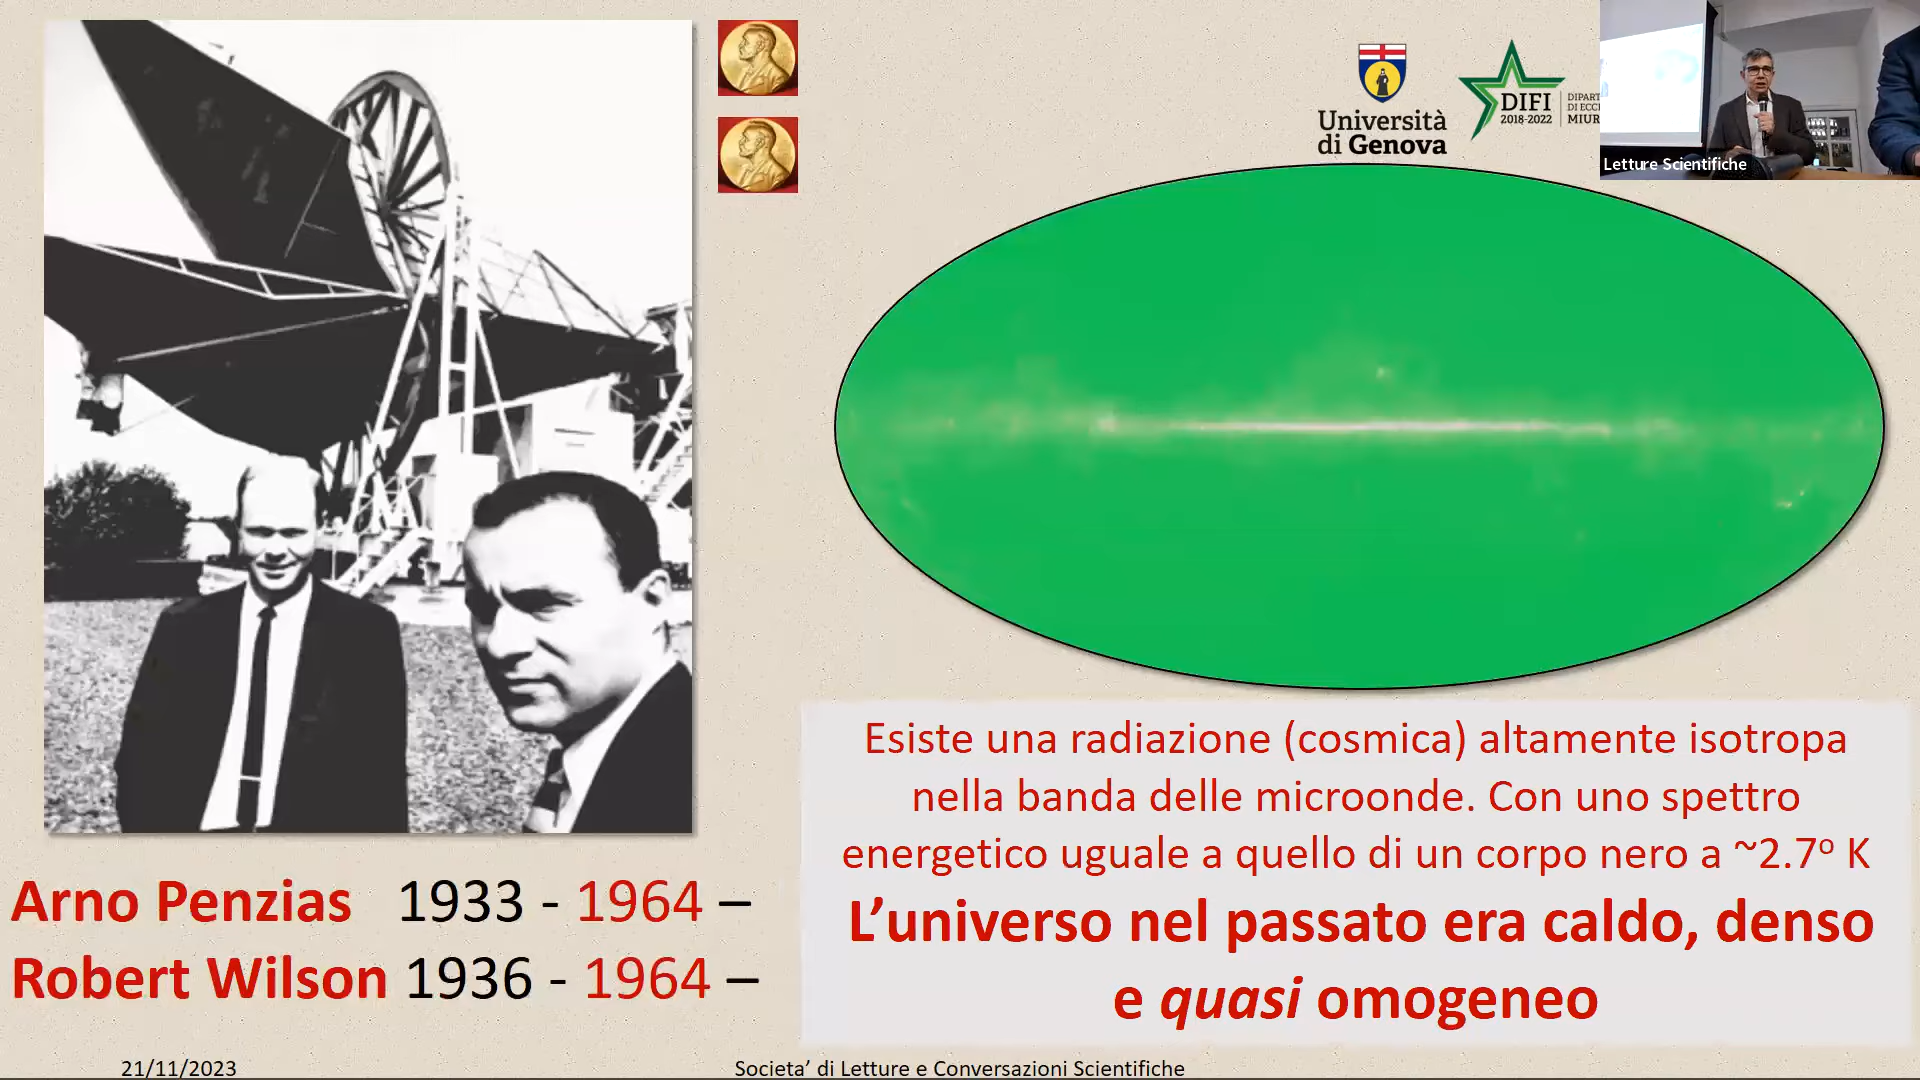 Università
di Genova
DIFI
2018-2022
MIUR
Letture Scientifiche
Esiste una radiazione (cosmica) altamente isotropa
nella banda delle microonde. Con uno spettro
energetico uguale a quello di un corpo nero a ~2.7º K
L’universo nel passato era caldo, denso
e quasi omogeneo
Arno Penzias 1933 - 1964 –
Robert Wilson 1936 - 1964 –
21/11/2023
Societa’ di Letture e Conversazioni Scientifiche